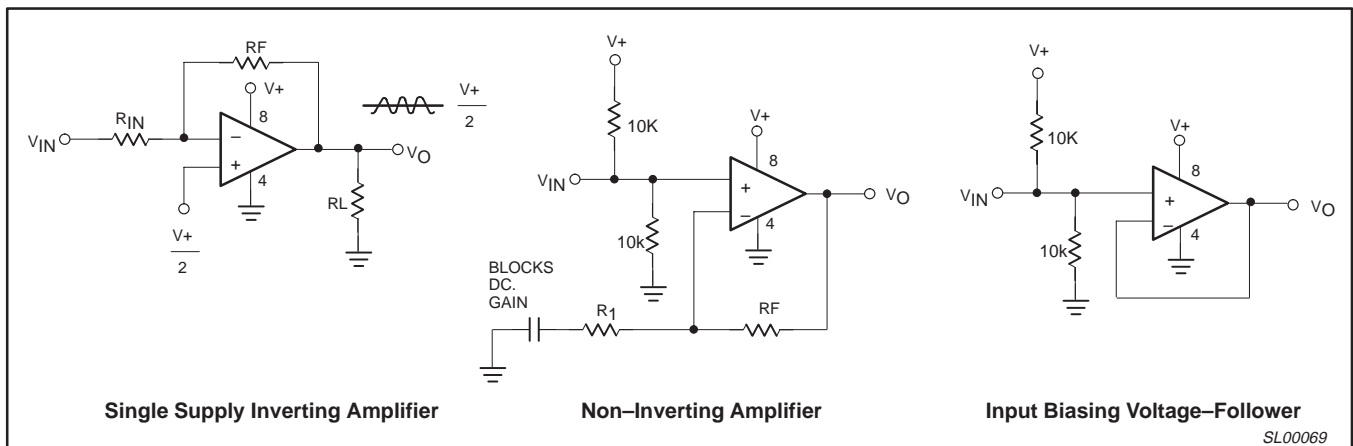 RF
V+
8
RIN
VIN
−
+
4
VO
RL
V+
2
V+
2
V+
10K
V+
8
VIN
+
−
4
VO
10k
BLOCKS
DC.
GAIN
R1
RF
V+
10K
V+
8
VIN
+
−
4
VO
10k
Single Supply Inverting Amplifier
Non–Inverting Amplifier
Input Biasing Voltage–Follower
SL00069